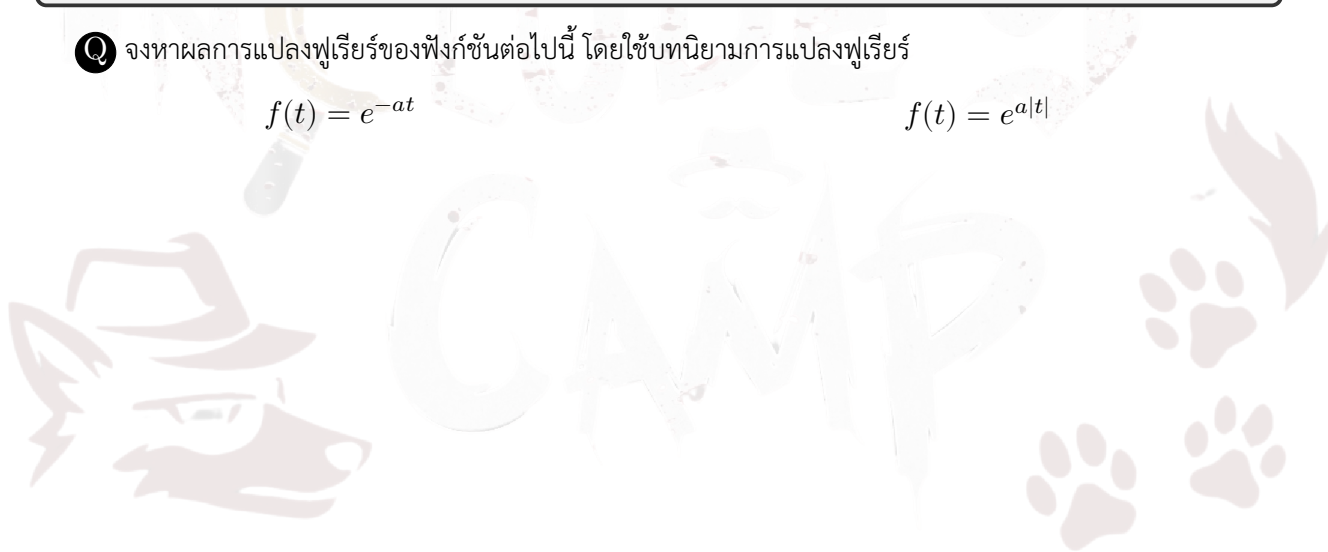 Q จงหาผลการแปลงฟูเรียร์ของฟังก์ชันต่อไปนี้ โดยใช้บทนิยามการแปลงฟูเรียร์
f(t) = e^{-at} f(t) = e^{a|t|}
CAMP